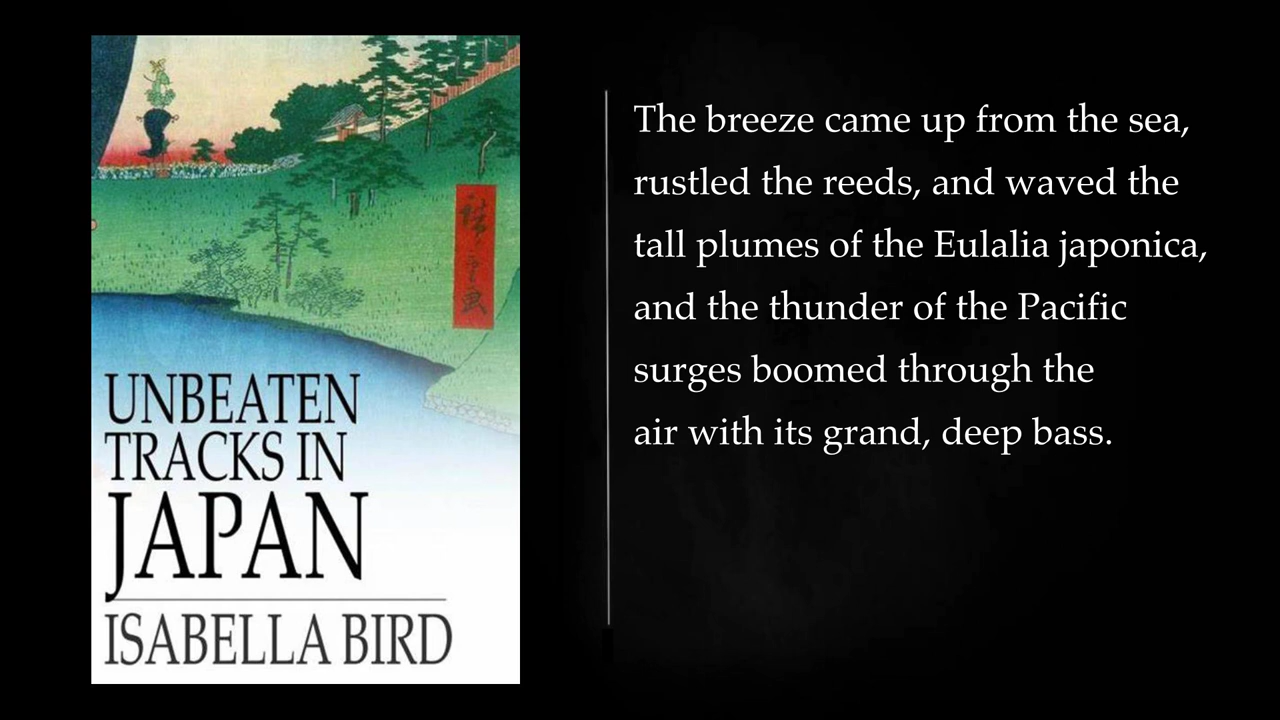 UNBEATEN
TRACKS IN
JAPAN
ISABELLA BIRD
The breeze came up from the sea,
rustled the reeds, and waved the
tall plumes of the Eulalia japonica,
and the thunder of the Pacific
surges boomed through the
air with its grand, deep bass.